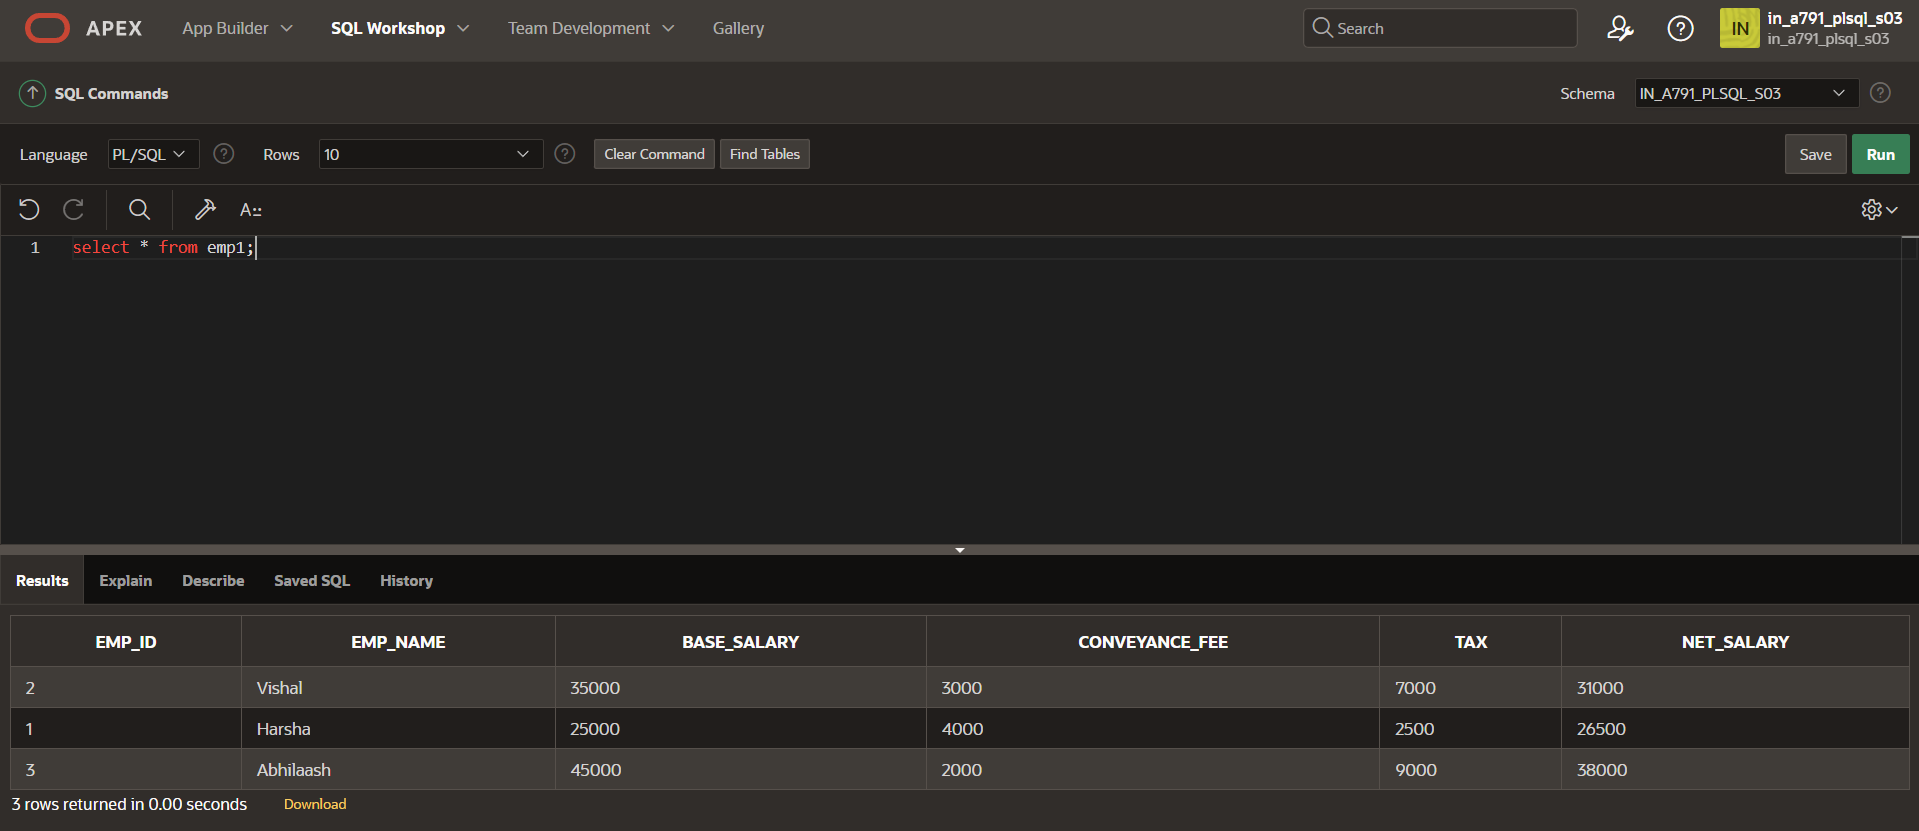 APEX App Builder SQL Workshop Team Development Gallery Search ? IN in_a791_plsql_s03
in_a791_plsql_s03
SQL Commands Schema IN_A791_PLSQL_S03 ?
Language PL/SQL ? Rows 10 ? Clear Command Find Tables Save Run
A::
1 select * from emp1;
Results Explain Describe Saved SQL History
EMP_ID EMP_NAME BASE_SALARY CONVEYANCE_FEE TAX NET_SALARY
2 Vishal 35000 3000 7000 31000
1 Harsha 25000 4000 2500 26500
3 Abhilaash 45000 2000 9000 38000
3 rows returned in 0.00 seconds Download